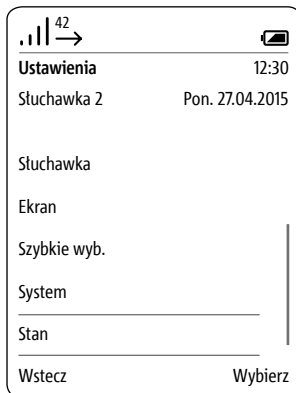 42
Ustawienia 12:30
Słuchawka 2 Pon. 27.04.2015
Słuchawka
Ekran
Szybkie wyb.
System
Stan
Wstecz Wybierz